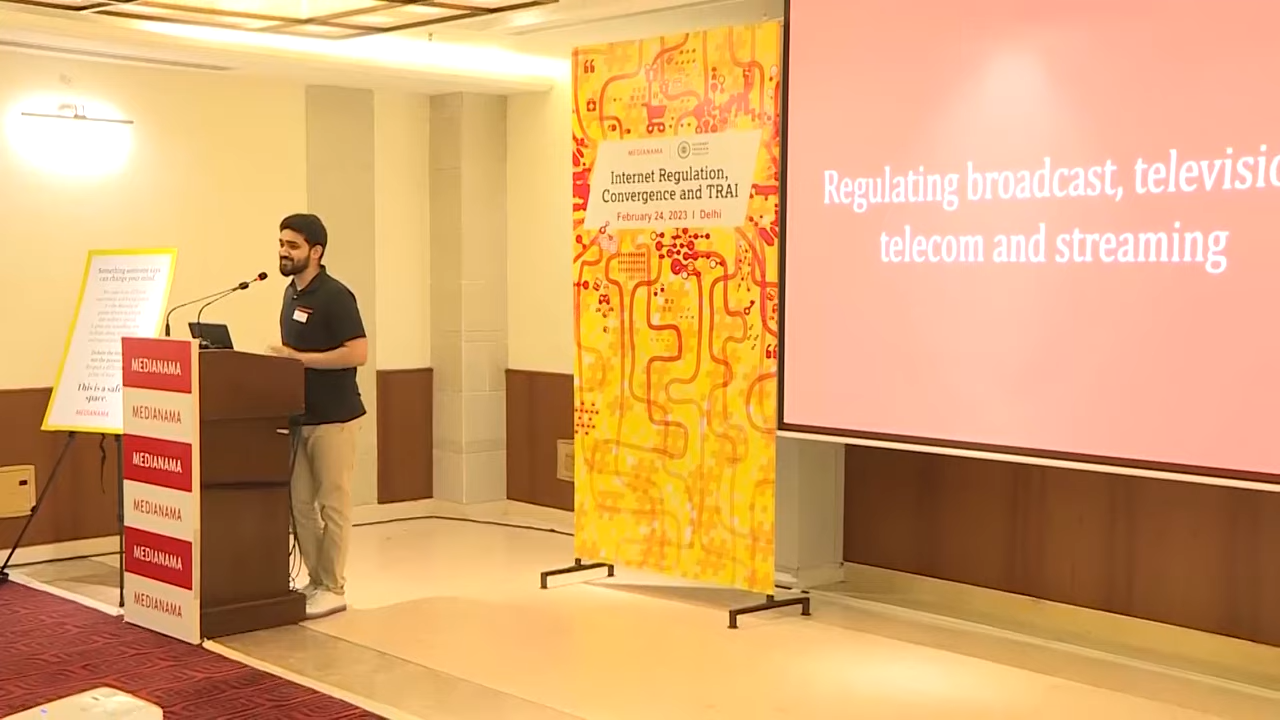 Something someone says
can change your mind.
This is a safe
space.
MEDIANAMA
MEDIANAMA
MEDIANAMA
MEDIANAMA
MEDIANAMA
MEDIANAMA
MEDIANAMA
MEDIANAMA
Internet Regulation,
Convergence and TRAI
February 24, 2023 | Delhi
Regulating broadcast, televisio
telecom and streaming